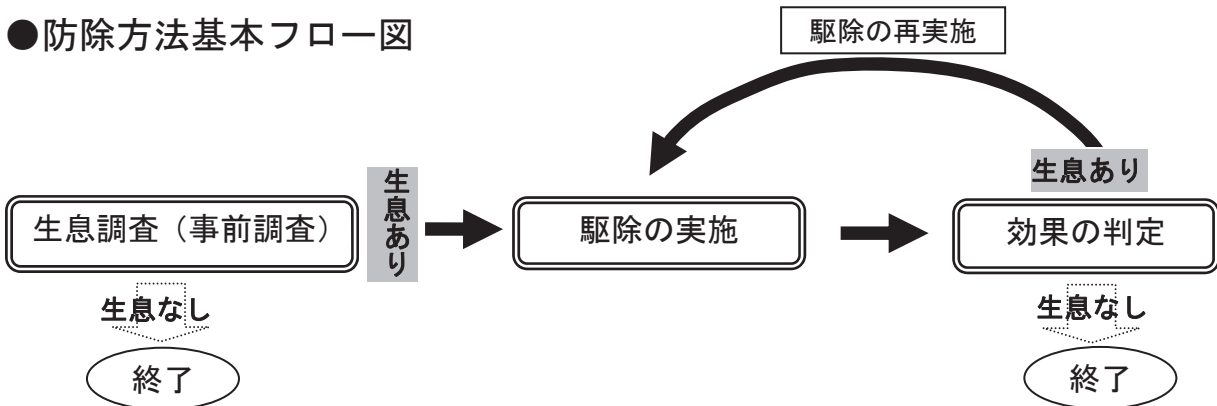 ●防除方法基本フロー図
駆除の再実施
生息あり
生息調査（事前調査）
生息あり
駆除の実施
効果の判定
生息なし
生息なし
終了
終了